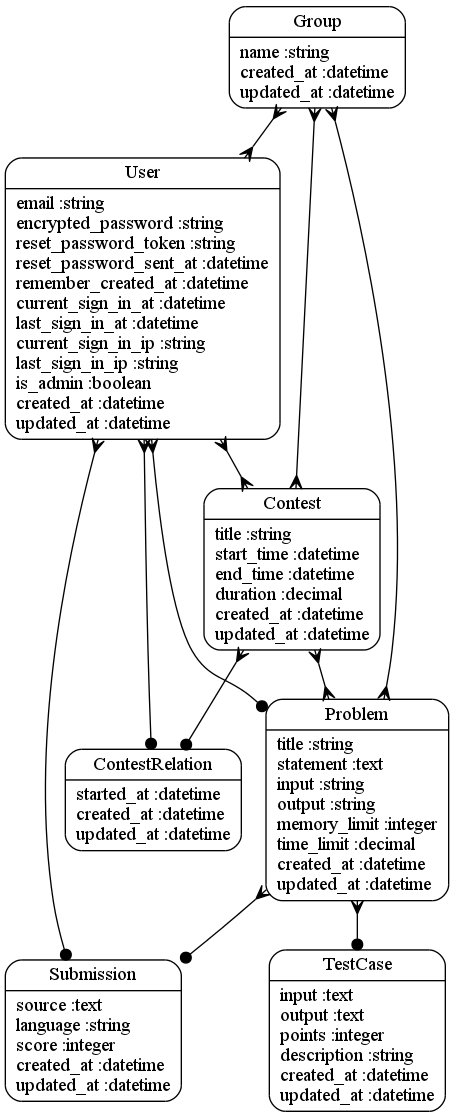 Group
name :string
created_at :datetime
updated_at :datetime
User
email :string
encrypted_password :string
reset_password_token :string
reset_password_sent_at :datetime
remember_created_at :datetime
current_sign_in_at :datetime
last_sign_in_at :datetime
current_sign_in_ip :string
last_sign_in_ip :string
is_admin :boolean
created_at :datetime
updated_at :datetime
Contest
title :string
start_time :datetime
end_time :datetime
duration :decimal
created_at :datetime
updated_at :datetime
Problem
title :string
statement :text
input :string
output :string
memory_limit :integer
time_limit :decimal
created_at :datetime
updated_at :datetime
ContestRelation
started_at :datetime
created_at :datetime
updated_at :datetime
Submission
source :text
language :string
score :integer
created_at :datetime
updated_at :datetime
TestCase
input :text
output :text
points :integer
description :string
created_at :datetime
updated_at :datetime